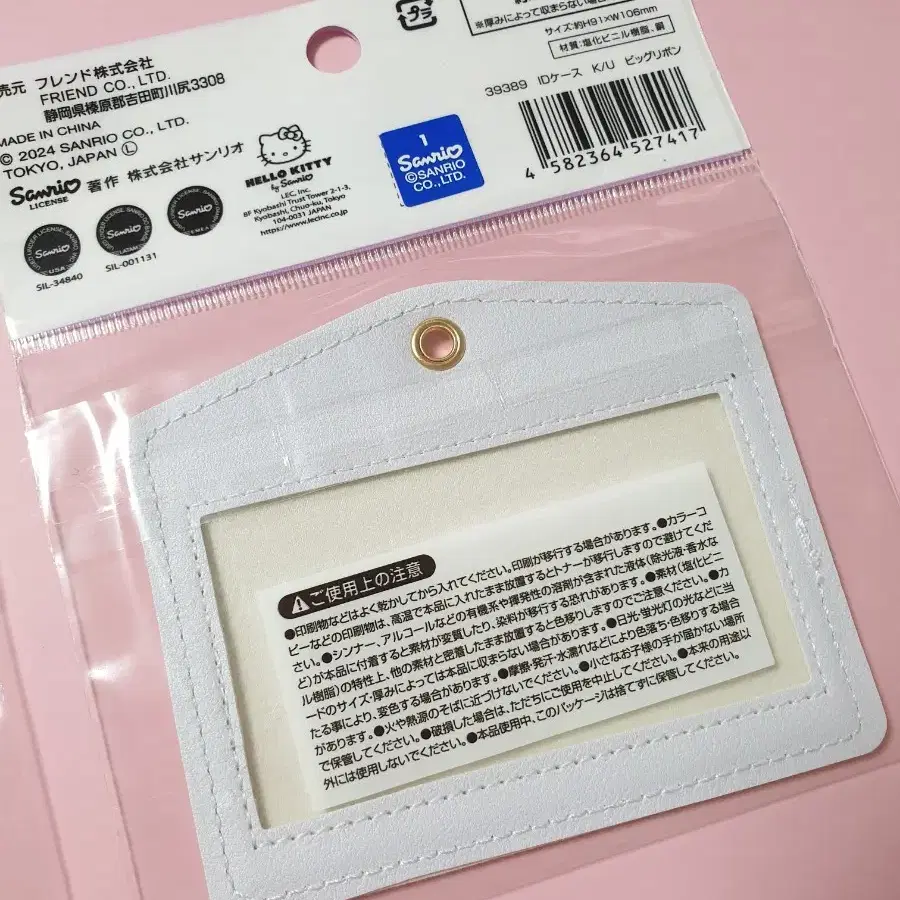 ※厚みによって収まらない場合
サイズ:約H91×W106mm
材質:塩化ビニル樹脂、銅
39389 IDケース K/U ビッグリボン
4 582364 527417
プラ
売元 フレンド株式会社
FRIEND CO., LTD.
静岡県榛原郡吉田町川尻3308
MADE IN CHINA
© 2024 SANRIO CO., LTD.
TOKYO, JAPAN Ⓛ
Sanrio 著作 株式会社サンリオ
LICENSE
HELLO KITTY
by Sanrio
LEC, Inc.
8F Kyobashi Trust Tower 2-1-3,
Kyobashi, Chuo-ku, Tokyo
104-0031 JAPAN
https://www.lecinc.co.jp
1
Sanrio
©SANRIO
CO.,LTD.
Sanrio
Sanrio
Sanrio
SIL-34840
SIL-001131
ご使用上の注意
●印刷物などはよく乾かしてから入れてください。印刷が移行する場合があります。●カラーコ
ピーなどの印刷物は、高温で本品に入れたまま放置するとトナーが移行しますので避けてくだ
さい。●シンナー、アルコールなどの有機系や揮発性の溶剤が含まれた液体(除光液・香水な
ど)が本品に付着すると素材が変質したり、染料が移行する恐れがあります。●素材(塩化ビニ
ル樹脂)の特性上、他の素材と密着したまま放置すると色移りしますのでご注意ください。●カ
ードのサイズ・厚みによっては本品に収まらない場合があります。●日光・蛍光灯の光などに当
たる事により、変色する場合があります。●摩擦・発汗・水濡れなどにより色落ち・色移りする場合
があります。●火や熱源のそばに近づけないでください。●小さなお子様の手が届かない場所
で保管してください。●破損した場合は、ただちにご使用を中止してください。●本来の用途以
外には使用しないでください。●本品使用中、このパッケージは捨てずに保管してください。